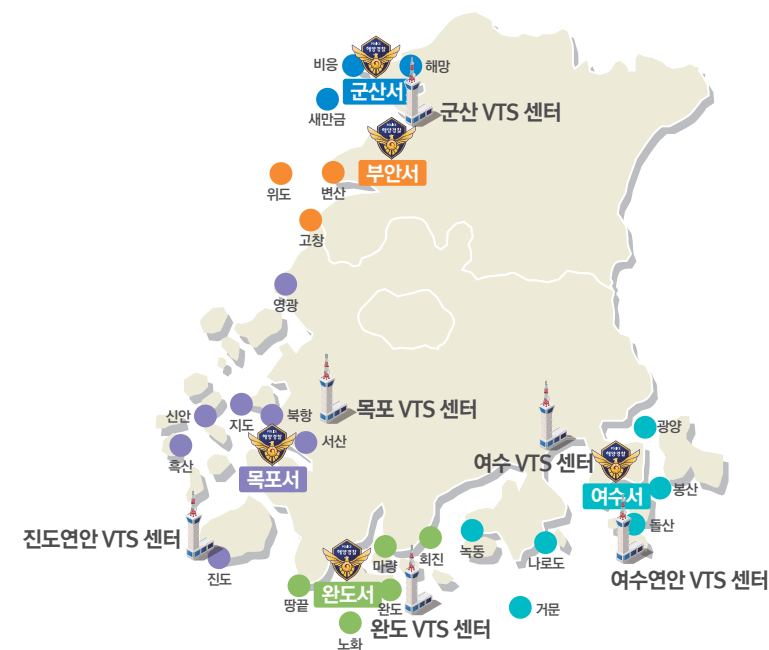 비응
해망
군산서
새만금
군산 VTS 센터
부안서
위도
변산
고창
영광
목포 VTS 센터
신안
지도
북항
서산
흑산
목포서
광양
여수 VTS 센터
여수서
봉산
돌산
진도연안 VTS 센터
진도
마량
회진
녹동
나로도
여수연안 VTS 센터
땅끝
완도서
완도
거문
노화
완도 VTS 센터